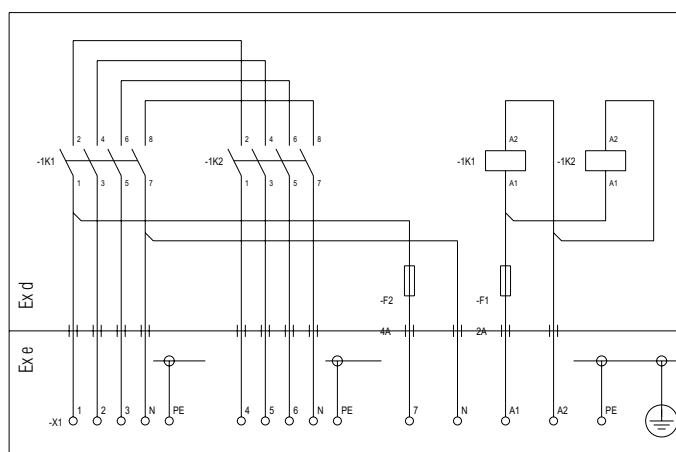 2 4 6 8 2 4 6 8 A2 A2
-1K1 -1K2 -1K1 -1K2
1 3 5 7 1 3 5 7 A1 A1
Ex d
-F2 -F1
4A 2A
Ex e
-X1 1 2 3 N PE 4 5 6 N PE 7 N A1 A2 PE